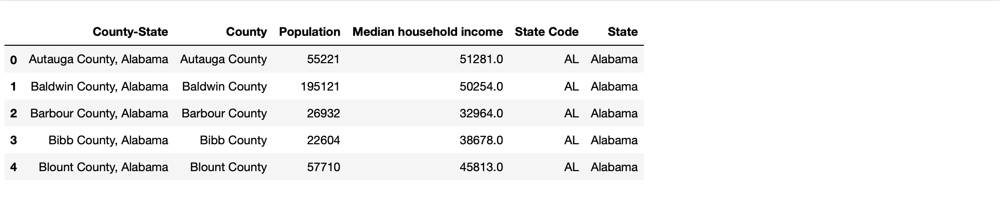 County-State County Population Median household income State Code State
0 Autauga County, Alabama Autauga County 55221 51281.0 AL Alabama
1 Baldwin County, Alabama Baldwin County 195121 50254.0 AL Alabama
2 Barbour County, Alabama Barbour County 26932 32964.0 AL Alabama
3 Bibb County, Alabama Bibb County 22604 38678.0 AL Alabama
4 Blount County, Alabama Blount County 57710 45813.0 AL Alabama